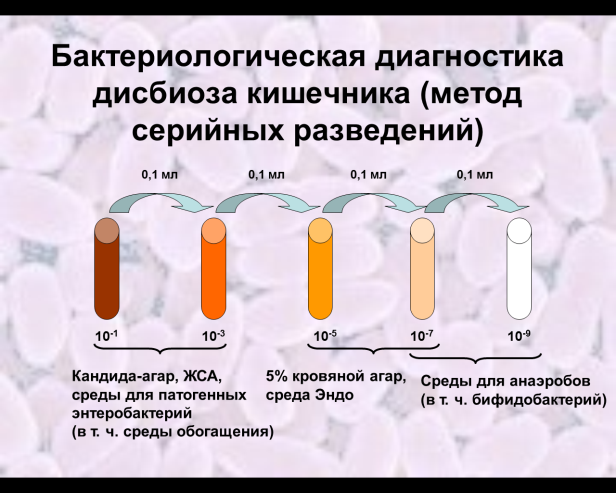 Бактериологическая диагностика
дисбиоза кишечника (метод
серийных разведений)
0,1 мл 0,1 мл 0,1 мл 0,1 мл
10⁻¹ 10⁻³ 10⁻⁵ 10⁻⁷ 10⁻⁹
Кандида-агар, ЖСА,
среды для патогенных
энтеробактерий
(в т. ч. среды обогащения)
5% кровяной агар,
среда Эндо
Среды для анаэробов
(в т. ч. бифидобактерий)